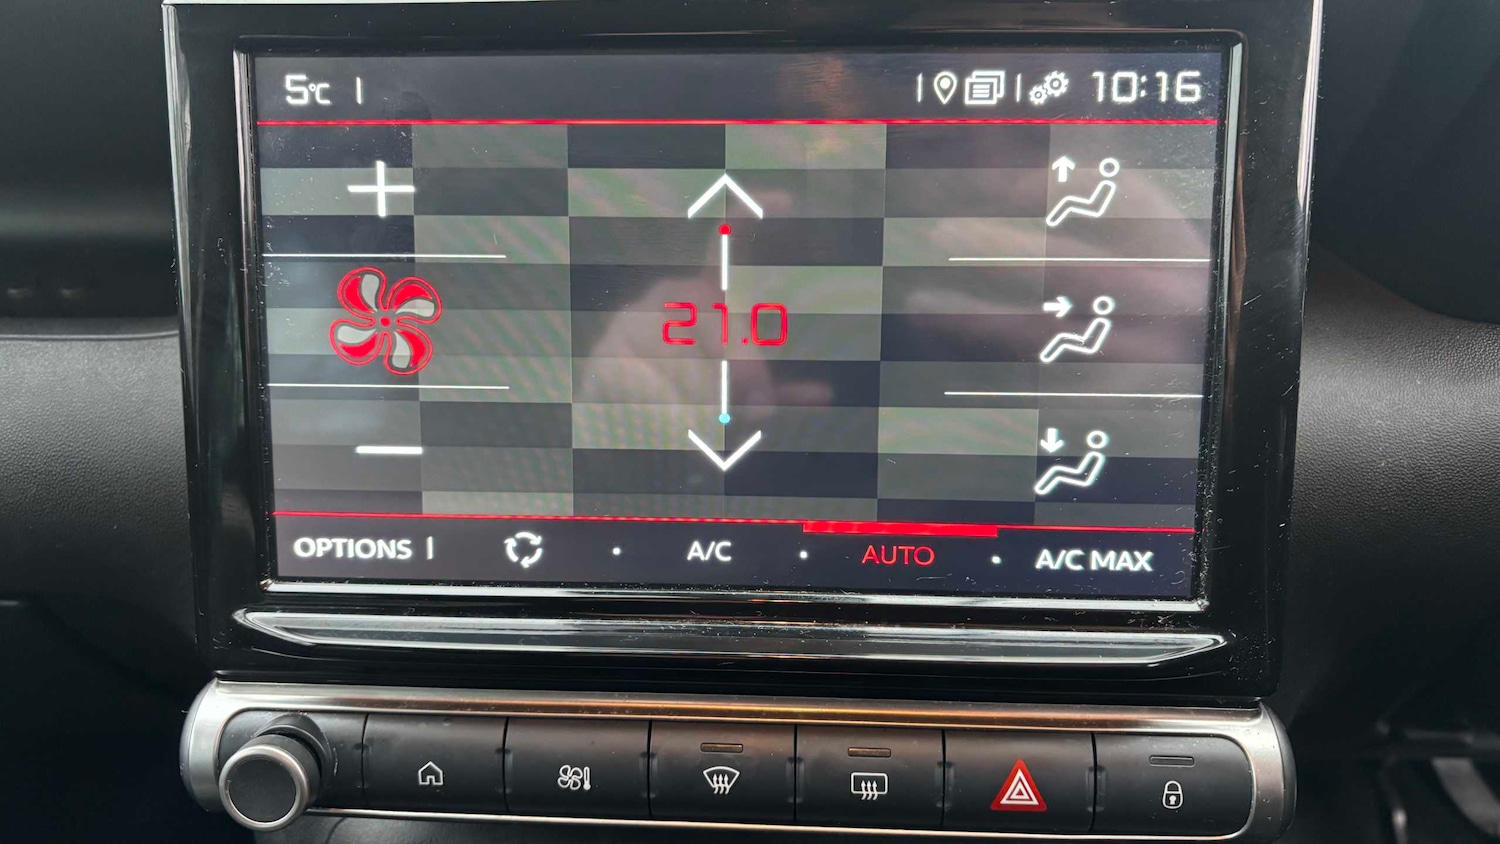 5°C
10:16
21.0
OPTIONS A/C AUTO A/C MAX